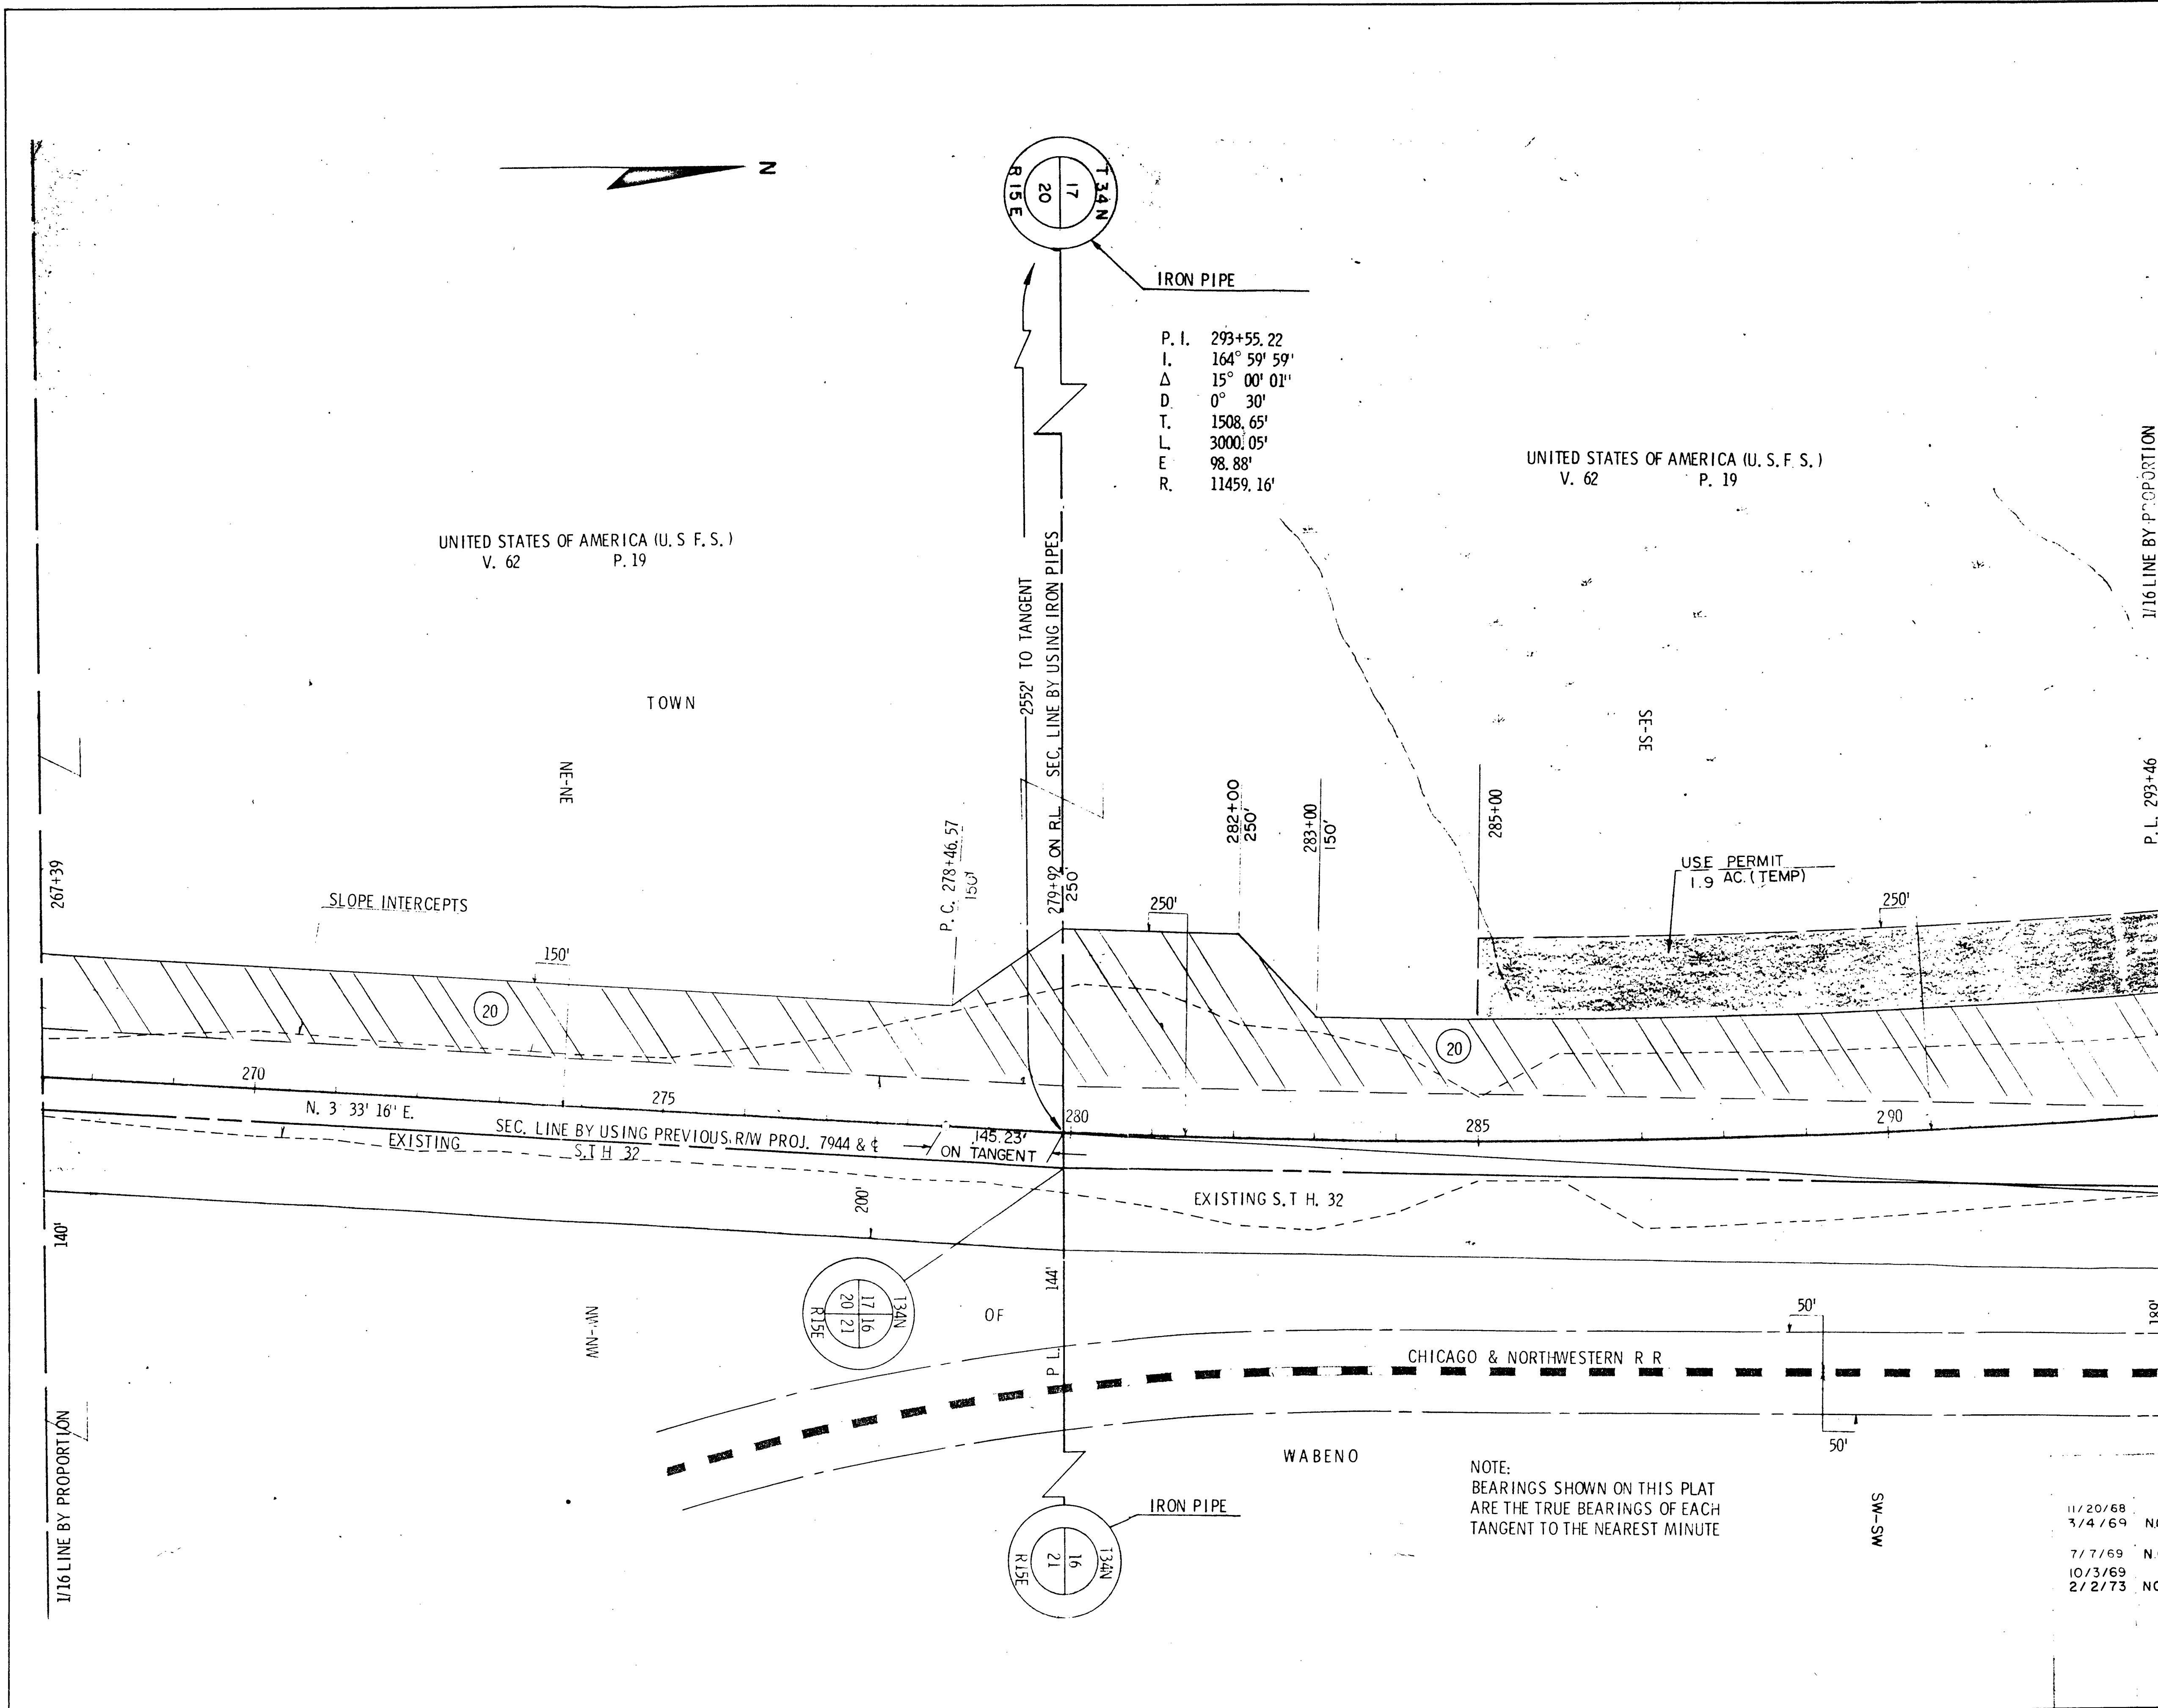 N
T 34 N
17
20
R 15 E
IRON PIPE
P. I. 293+55. 22
I. 164° 59' 59"
Δ 15° 00' 01"
D. 0° 30'
T. 1508. 65'
L. 3000. 05'
E 98. 88'
R. 11459. 16'
UNITED STATES OF AMERICA (U. S F. S. )
V. 62 P. 19
UNITED STATES OF AMERICA (U. S. F. S. )
V. 62 P. 19
1/16 LINE BY PROPORTION
P. L. 293+46
TOWN
NE-NE
SE-SE
2552' TO TANGENT
279+92 ON R.L. SEC. LINE BY USING IRON PIPES
250'
267+39
SLOPE INTERCEPTS
150'
P. C. 278+46.57
150'
250'
282+00
250'
283+00
150'
285+00
USE PERMIT
1.9 AC. (TEMP)
250'
20
20
270
275
280
285
290
N. 3 33' 16" E.
SEC. LINE BY USING PREVIOUS R/W PROJ. 7944 & ℄
EXISTING
S.T H 32
145.23'
ON TANGENT
EXISTING S. T H. 32
140'
200'
144'
189'
T34N
17 16
20 21
R15E
OF
P L.
NW-NW
50'
CHICAGO & NORTHWESTERN R R
50'
WABENO
1/16 LINE BY PROPORTION
IRON PIPE
T34N
16
21
R15E
NOTE:
BEARINGS SHOWN ON THIS PLAT
ARE THE TRUE BEARINGS OF EACH
TANGENT TO THE NEAREST MINUTE
SW-SW
11/20/68
3/4/69
7/7/69 N.
10/3/69
2/2/73